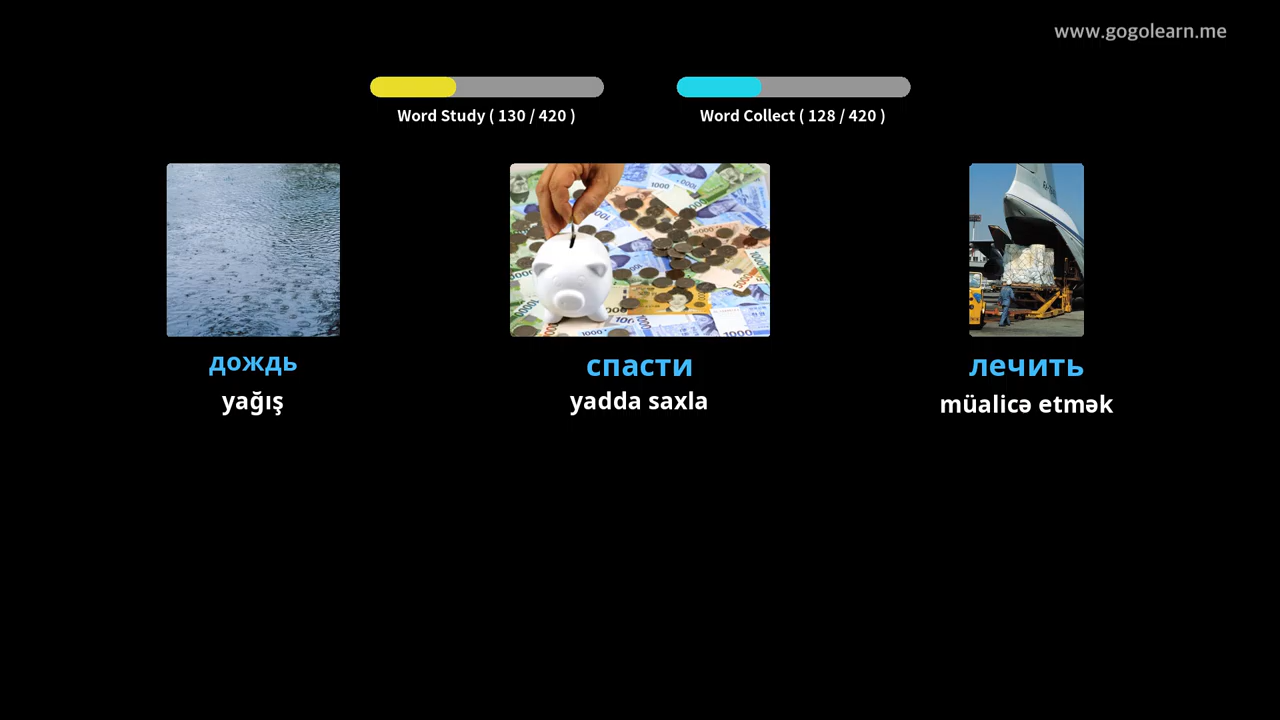 www.gogolearn.me
Word Study ( 130 / 420 )
Word Collect ( 128 / 420 )
дождь
yağış
спасти
yadda saxla
лечить
müalicə etmək